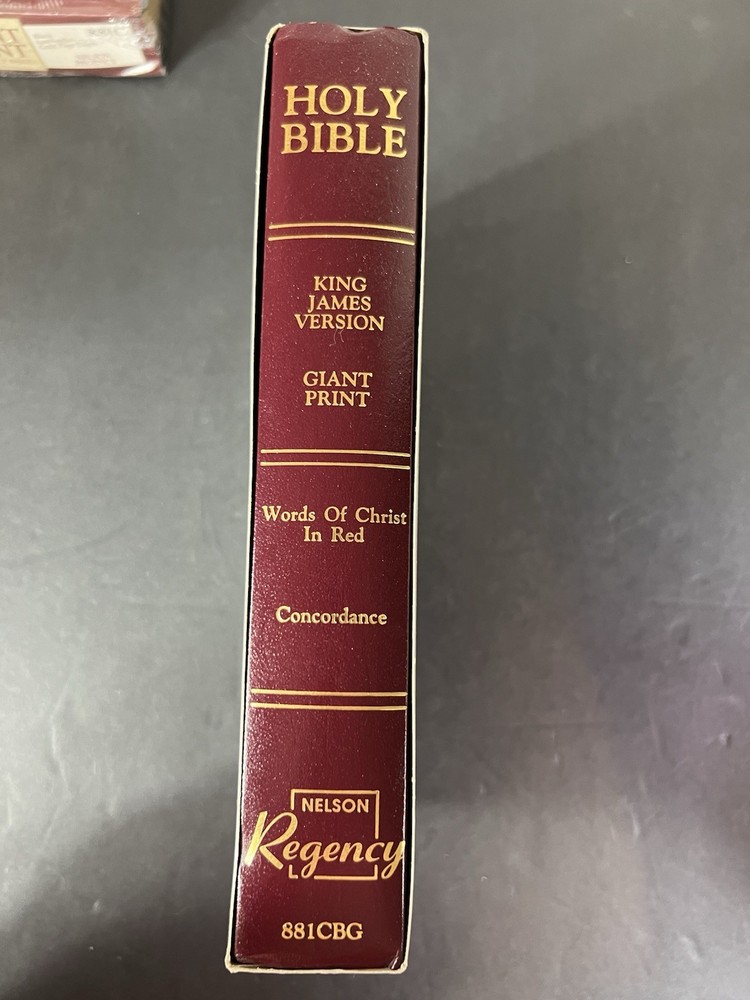 HOLY
BIBLE
KING
JAMES
VERSION
GIANT
PRINT
Words Of Christ
In Red
Concordance
NELSON
Regency
881CBG